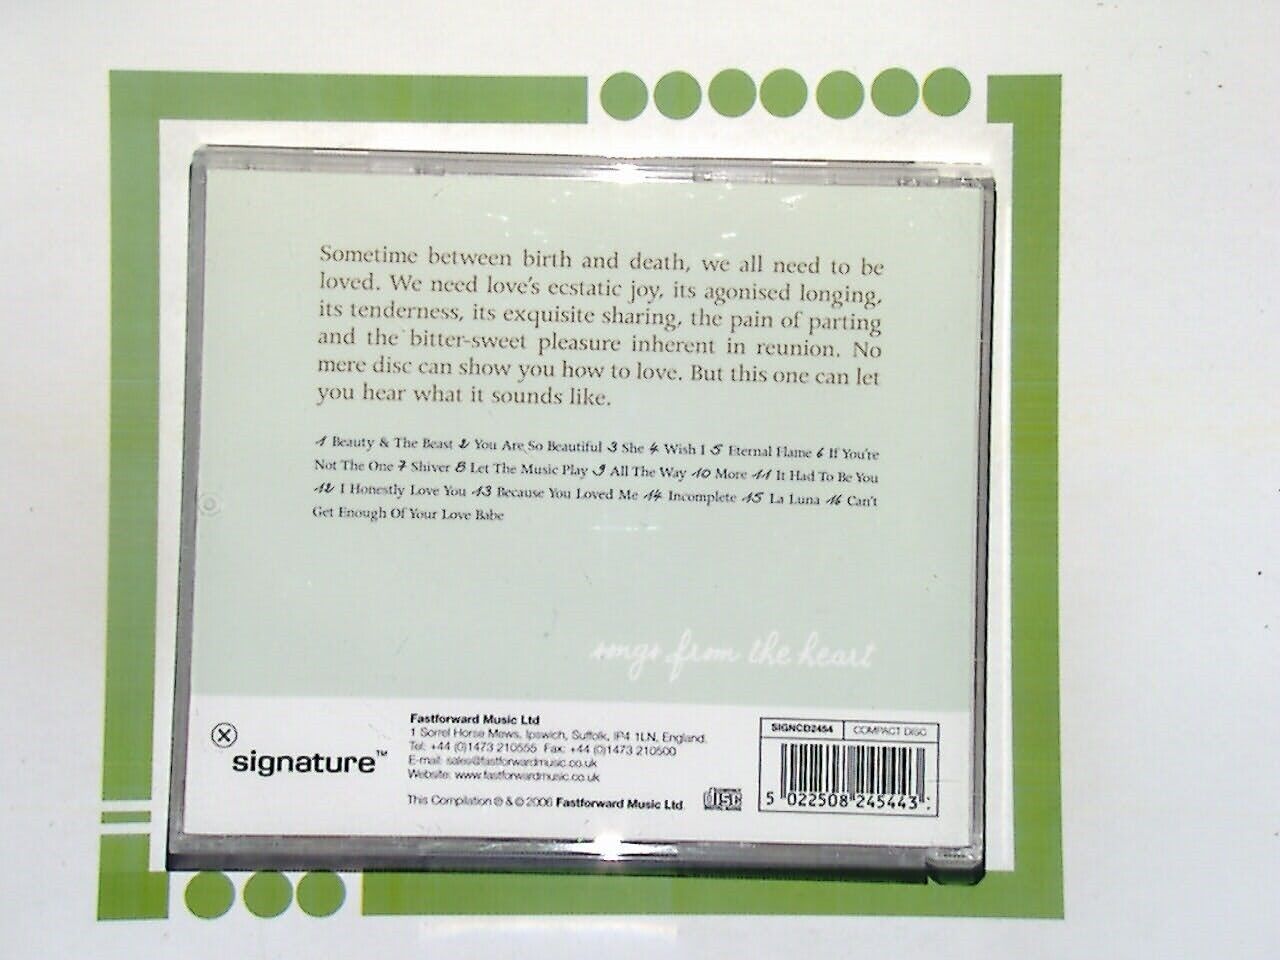 Sometime between birth and death, we all need to be
loved. We need love's ecstatic joy, its agonised longing,
its tenderness, its exquisite sharing, the pain of parting
and the bitter-sweet pleasure inherent in reunion. No
mere disc can show you how to love. But this one can let
you hear what it sounds like.
1 Beauty & The Beast 2 You Are So Beautiful 3 She 4 Wish I 5 Eternal Flame 6 If You're
Not The One 7 Shiver 8 Let The Music Play 9 All The Way 10 More 11 It Had To Be You
12 I Honestly Love You 13 Because You Loved Me 14 Incomplete 15 La Luna 16 Can't
Get Enough Of Your Love Babe
songs from the heart
signature™
Fastforward Music Ltd
1 Sorrel Horse Mews, Ipswich, Suffolk, IP4 1LN, England.
Tel: +44 (0)1473 210555 Fax: +44 (0)1473 210500
E-mail: sales@fastforwardmusic.co.uk
Website: www.fastforwardmusic.co.uk
This Compilation ℗ & © 2006 Fastforward Music Ltd
disc
SIGNCD2454 COMPACT DISC
5 022508 245443